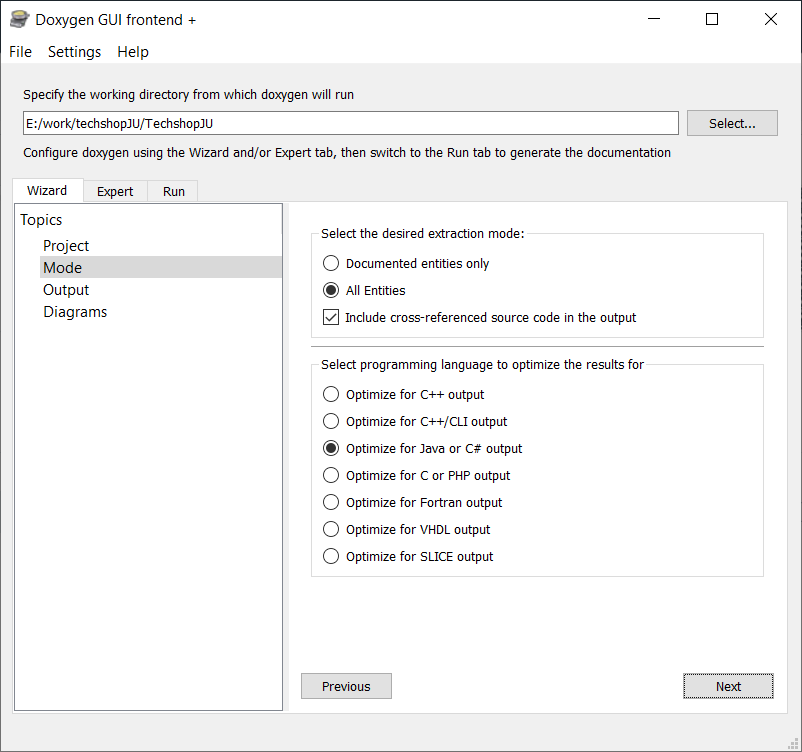 Doxygen GUI frontend +
File Settings Help
Specify the working directory from which doxygen will run
E:/work/techshopJU/TechshopJU
Select...
Configure doxygen using the Wizard and/or Expert tab, then switch to the Run tab to generate the documentation
Wizard Expert Run
Topics
Project
Mode
Output
Diagrams
Select the desired extraction mode:
Documented entities only
All Entities
Include cross-referenced source code in the output
Select programming language to optimize the results for
Optimize for C++ output
Optimize for C++/CLI output
Optimize for Java or C# output
Optimize for C or PHP output
Optimize for Fortran output
Optimize for VHDL output
Optimize for SLICE output
Previous
Next